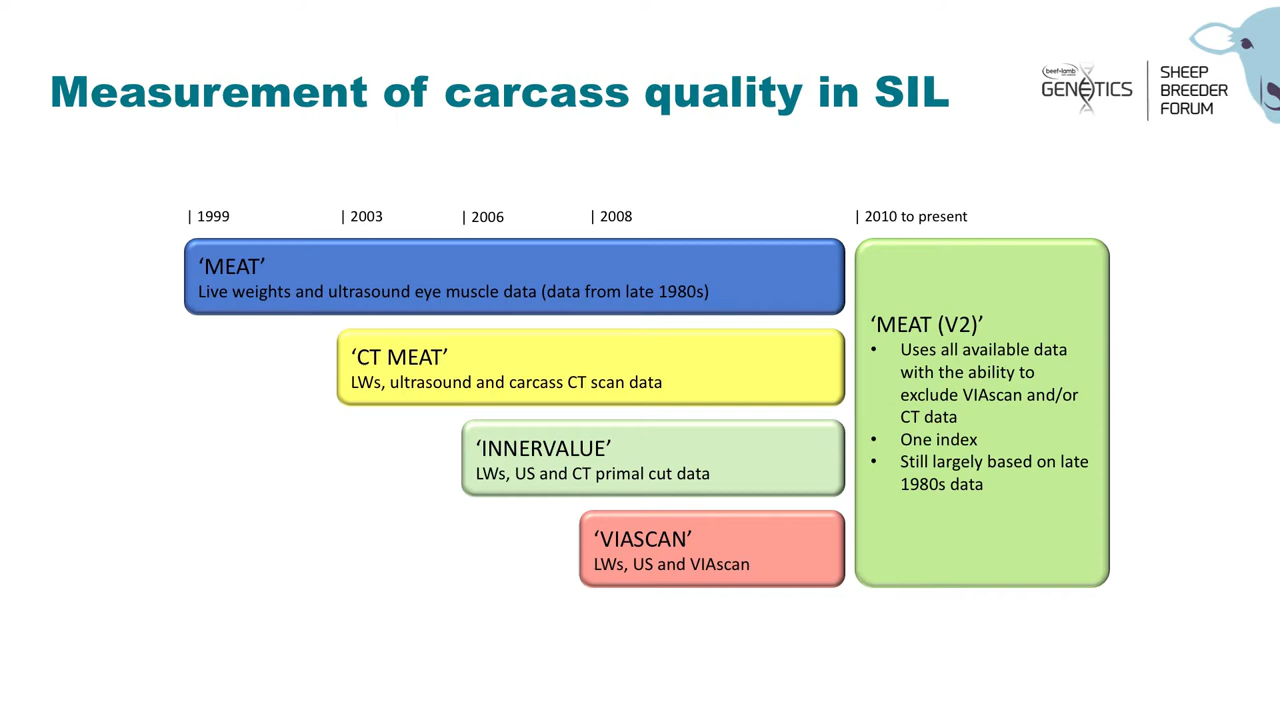 Measurement of carcass quality in SIL
beef+lamb
GENETICS
SHEEP
BREEDER
FORUM
| 1999
| 2003
| 2006
| 2008
| 2010 to present
‘MEAT’
Live weights and ultrasound eye muscle data (data from late 1980s)
‘CT MEAT’
LWs, ultrasound and carcass CT scan data
‘INNERVALUE’
LWs, US and CT primal cut data
‘VIASCAN’
LWs, US and VIAscan
‘MEAT (V2)’
• Uses all available data
with the ability to
exclude VIAscan and/or
CT data
• One index
• Still largely based on late
1980s data